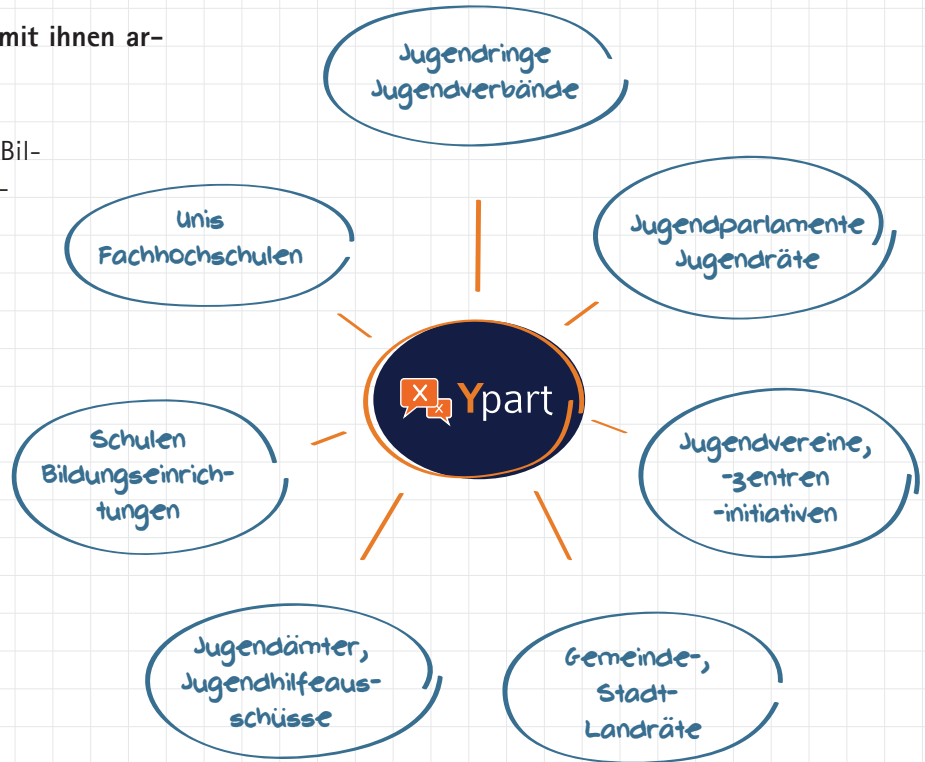 mit ihnen ar-
Bil-
-
Jugendringe
Jugendverbände
Unis
Fachhochschulen
Jugendparlamente
Jugendräte
X
x
Ypart
Schulen
Bildungseinrich-
tungen
Jugendvereine,
-zentren
-initiativen
Jugendämter,
Jugendhilfeaus-
schüsse
Gemeinde-,
Stadt-
Landräte